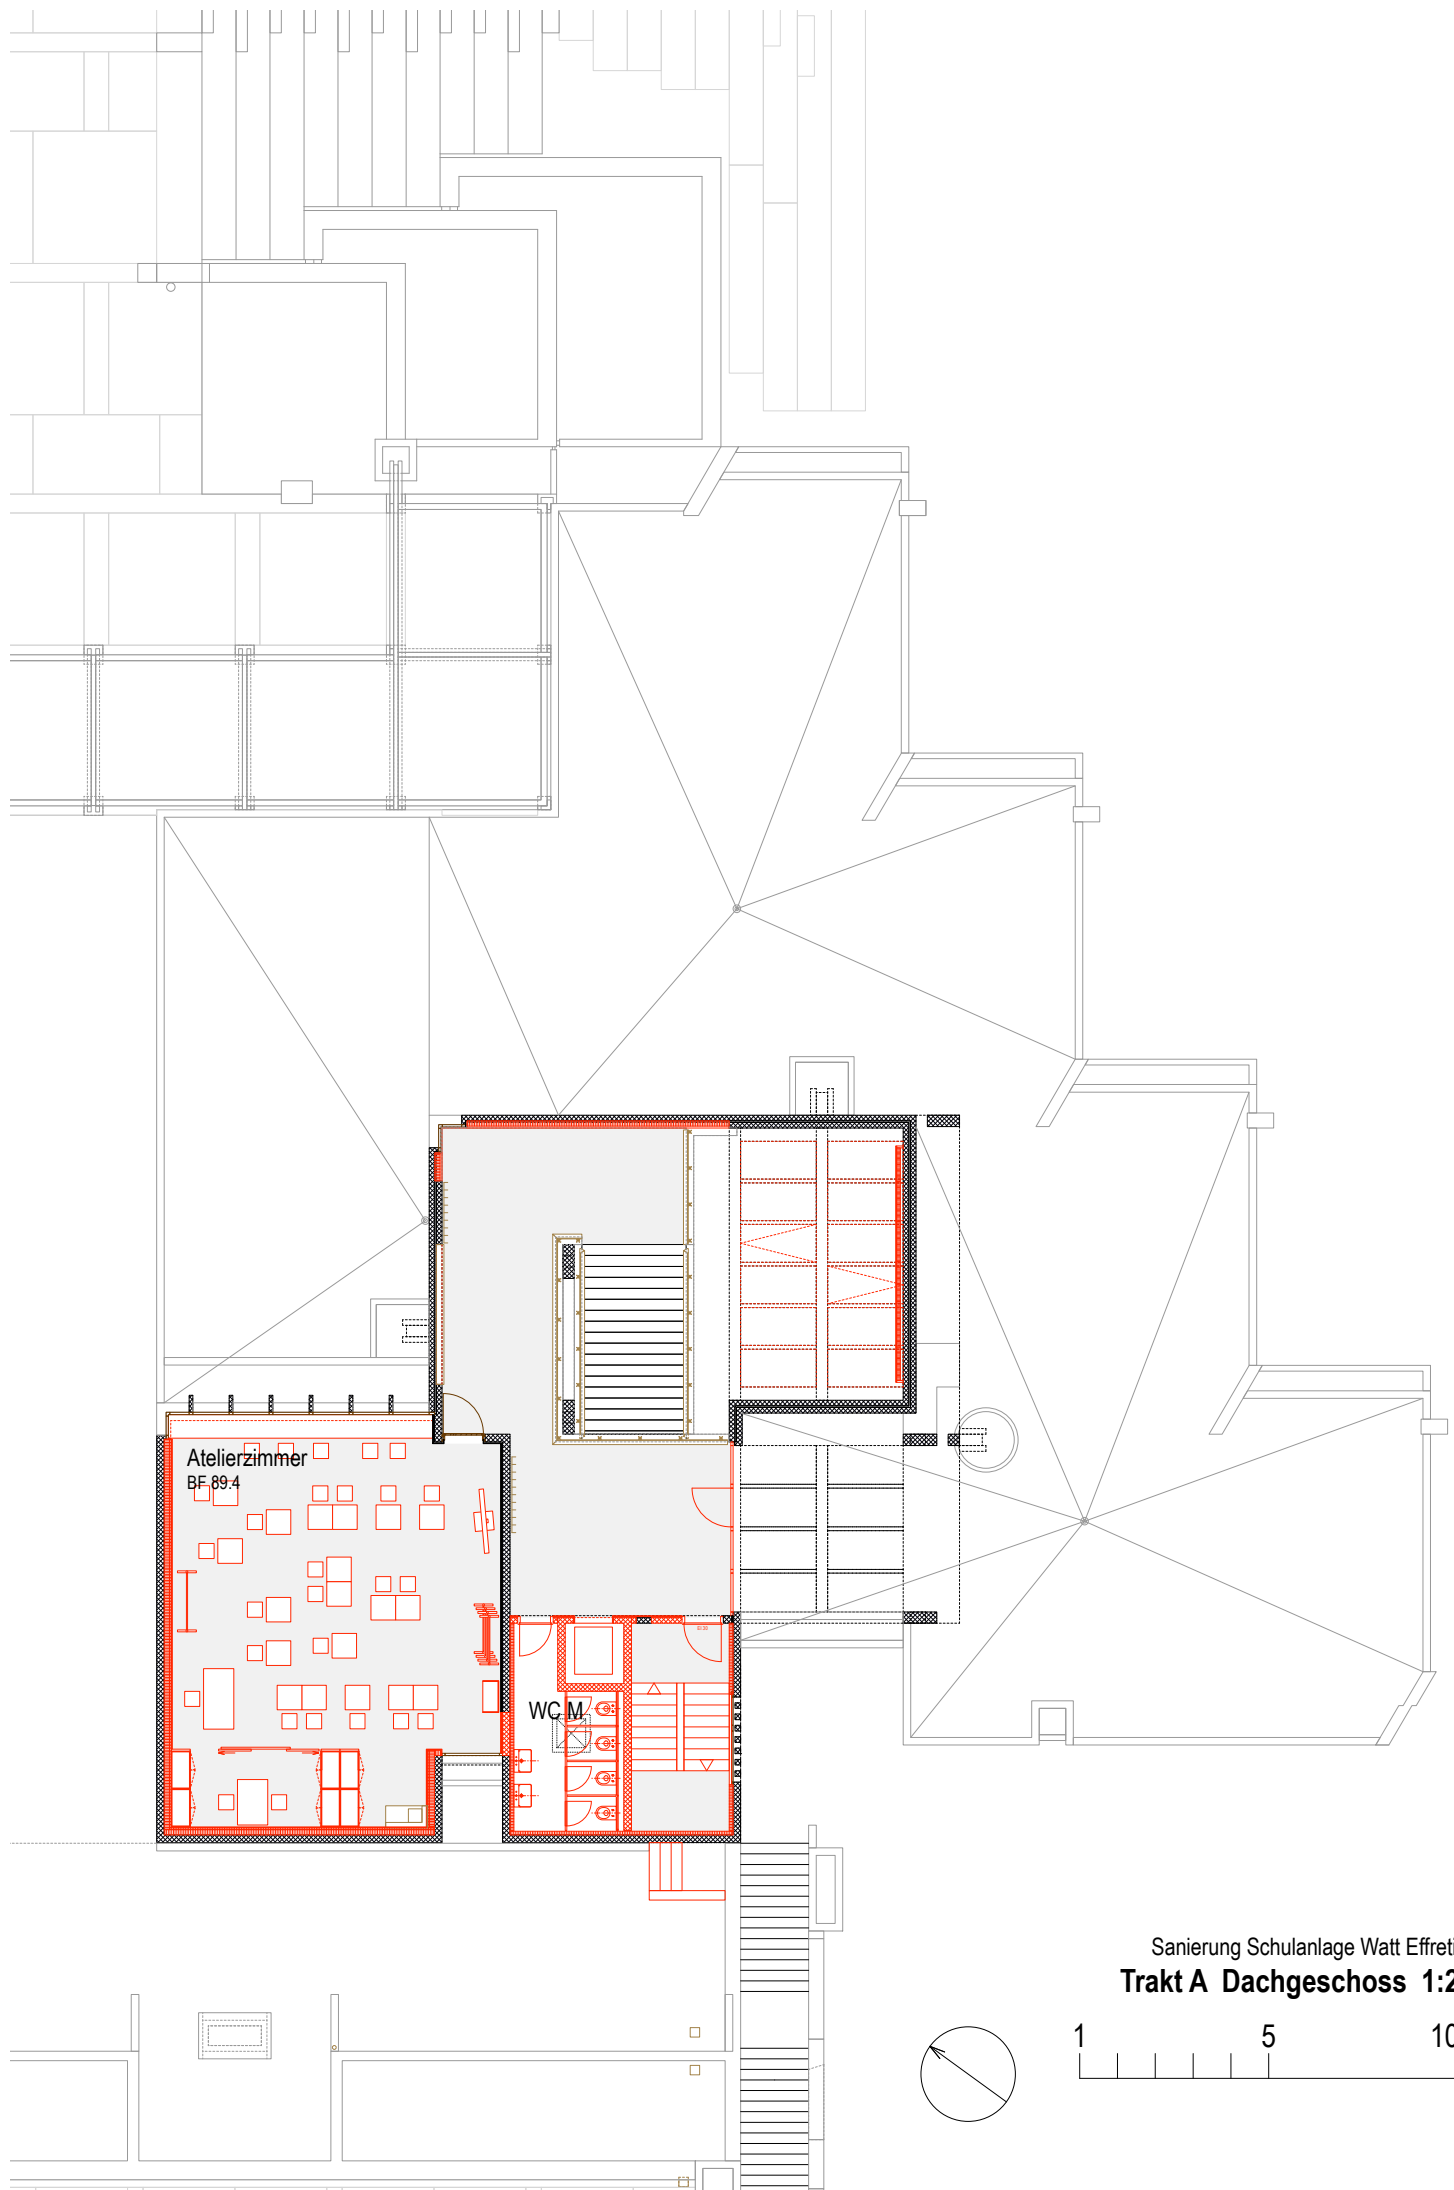 Atelierzimmer
BF 89.4
WC M
Sanierung Schulanlage Watt Effreti
Trakt A Dachgeschoss 1:2
1 5 10